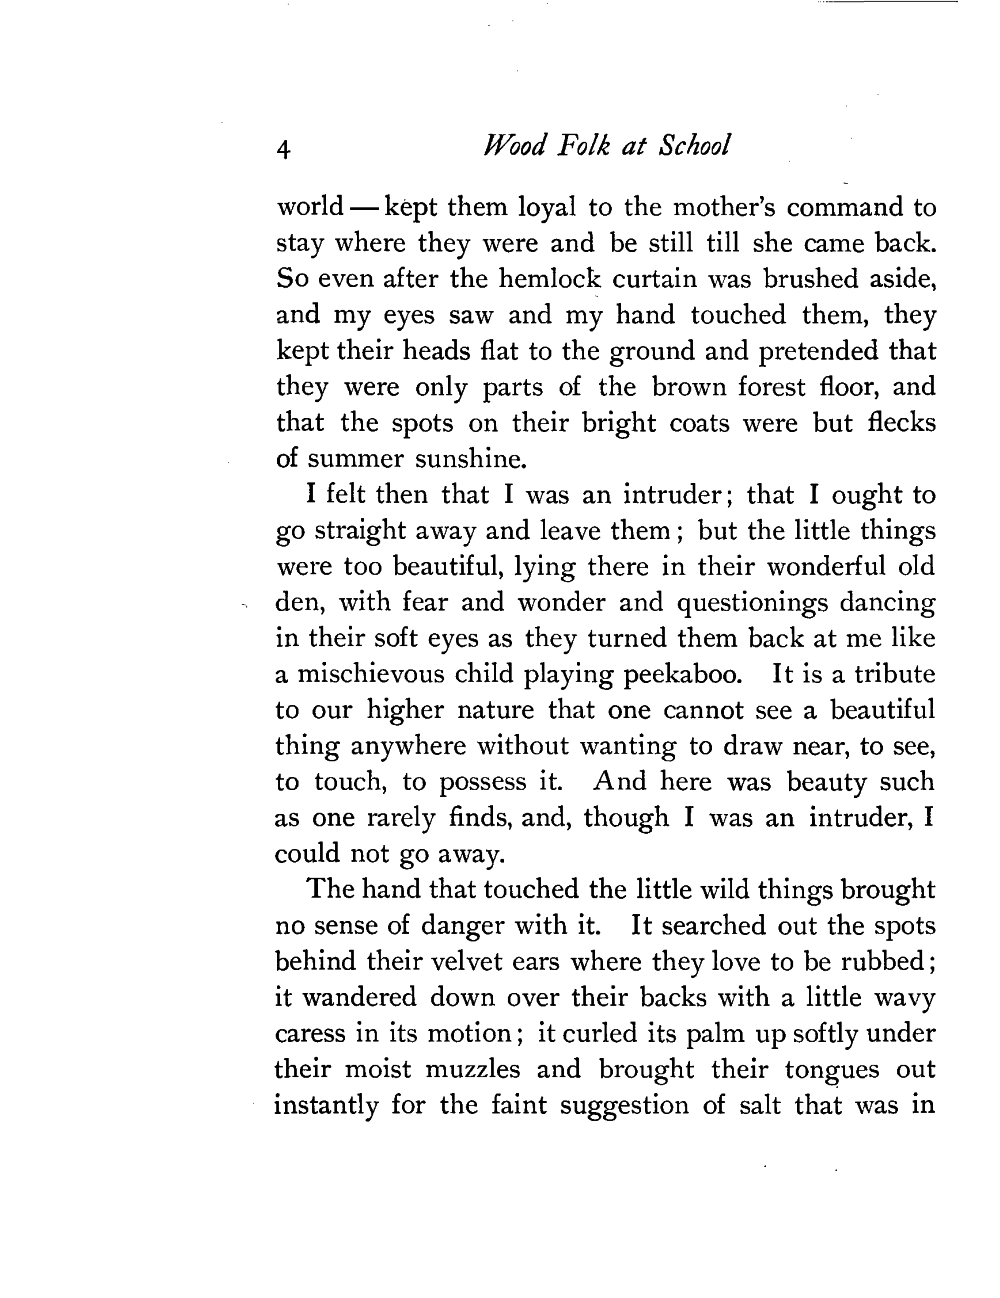 4 Wood Folk at School
world — kept them loyal to the mother's command to
stay where they were and be still till she came back.
So even after the hemlock curtain was brushed aside,
and my eyes saw and my hand touched them, they
kept their heads flat to the ground and pretended that
they were only parts of the brown forest floor, and
that the spots on their bright coats were but flecks
of summer sunshine.
I felt then that I was an intruder; that I ought to
go straight away and leave them; but the little things
were too beautiful, lying there in their wonderful old
den, with fear and wonder and questionings dancing
in their soft eyes as they turned them back at me like
a mischievous child playing peekaboo. It is a tribute
to our higher nature that one cannot see a beautiful
thing anywhere without wanting to draw near, to see,
to touch, to possess it. And here was beauty such
as one rarely finds, and, though I was an intruder, I
could not go away.
The hand that touched the little wild things brought
no sense of danger with it. It searched out the spots
behind their velvet ears where they love to be rubbed;
it wandered down over their backs with a little wavy
caress in its motion; it curled its palm up softly under
their moist muzzles and brought their tongues out
instantly for the faint suggestion of salt that was in